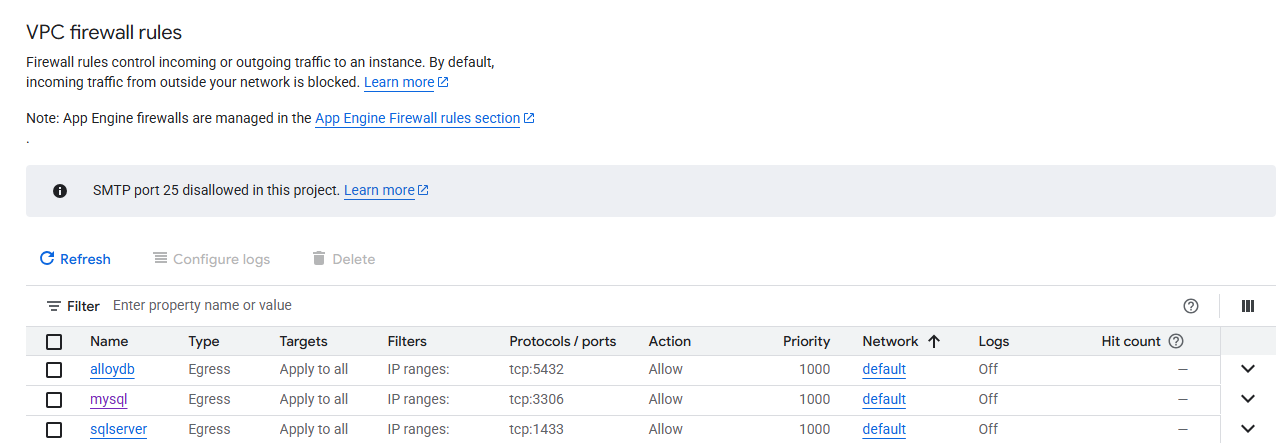 VPC firewall rules
Firewall rules control incoming or outgoing traffic to an instance. By default,
incoming traffic from outside your network is blocked. Learn more
Note: App Engine firewalls are managed in the App Engine Firewall rules section
.
SMTP port 25 disallowed in this project. Learn more
Refresh Configure logs Delete
Filter Enter property name or value
Name Type Targets Filters Protocols / ports Action Priority Network Logs Hit count
alloydb Egress Apply to all IP ranges: tcp:5432 Allow 1000 default Off —
mysql Egress Apply to all IP ranges: tcp:3306 Allow 1000 default Off —
sqlserver Egress Apply to all IP ranges: tcp:1433 Allow 1000 default Off —